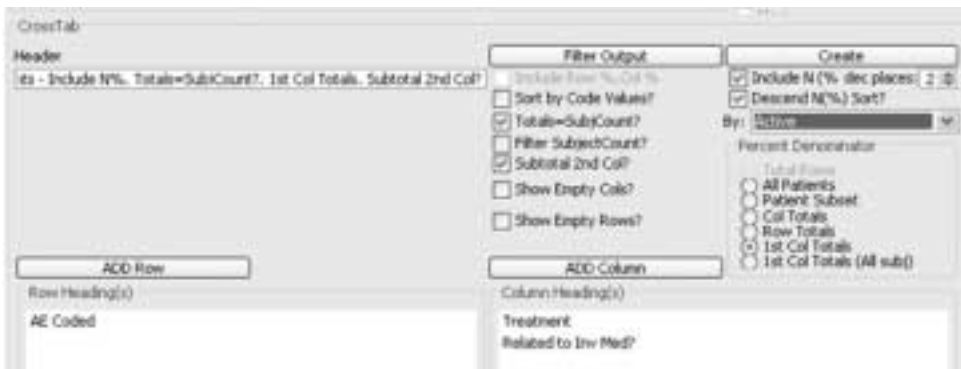 CrossTab
Header
Filter Output
Create
its - Include N%. Totals=SubjCount?. 1st Col Totals. Subtotal 2nd Col?
Include Row %, Col %
Include N (% dec places: 2
Sort by Code Values?
Descend N(%) Sort?
Totals=SubjCount?
By: Active
Filter SubjectCount?
Percent Denominator
Subtotal 2nd Col?
Total Rows
All Patients
Show Empty Cols?
Patient Subset
Col Totals
Show Empty Rows?
Row Totals
1st Col Totals
1st Col Totals (All subj)
ADD Row
ADD Column
Row Heading(s)
Column Heading(s)
AE Coded
Treatment
Related to Inv Med?